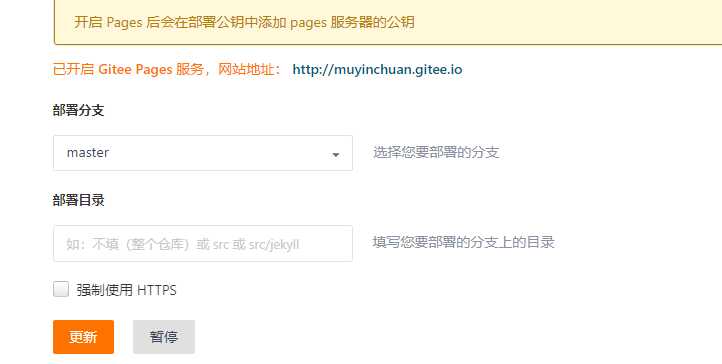 开启 Pages 后会在部署公钥中添加 pages 服务器的公钥
已开启 Gitee Pages 服务，网站地址： http://muyinchuan.gitee.io
部署分支
master 选择您要部署的分支
部署目录
如：不填（整个仓库）或 src 或 src/jekyll 填写您要部署的分支上的目录
强制使用 HTTPS
更新 暂停